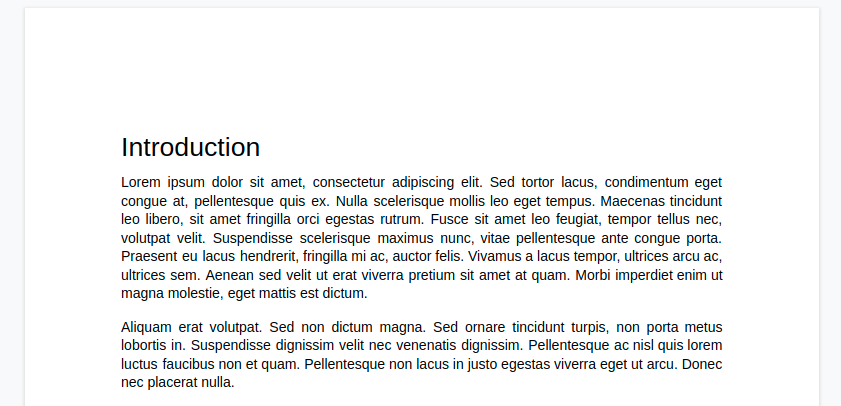 Introduction
Lorem ipsum dolor sit amet, consectetur adipiscing elit. Sed tortor lacus, condimentum eget
congue at, pellentesque quis ex. Nulla scelerisque mollis leo eget tempus. Maecenas tincidunt
leo libero, sit amet fringilla orci egestas rutrum. Fusce sit amet leo feugiat, tempor tellus nec,
volutpat velit. Suspendisse scelerisque maximus nunc, vitae pellentesque ante congue porta.
Praesent eu lacus hendrerit, fringilla mi ac, auctor felis. Vivamus a lacus tempor, ultrices arcu ac,
ultrices sem. Aenean sed velit ut erat viverra pretium sit amet at quam. Morbi imperdiet enim ut
magna molestie, eget mattis est dictum.
Aliquam erat volutpat. Sed non dictum magna. Sed ornare tincidunt turpis, non porta metus
lobortis in. Suspendisse dignissim velit nec venenatis dignissim. Pellentesque ac nisl quis lorem
luctus faucibus non et quam. Pellentesque non lacus in justo egestas viverra eget ut arcu. Donec
nec placerat nulla.